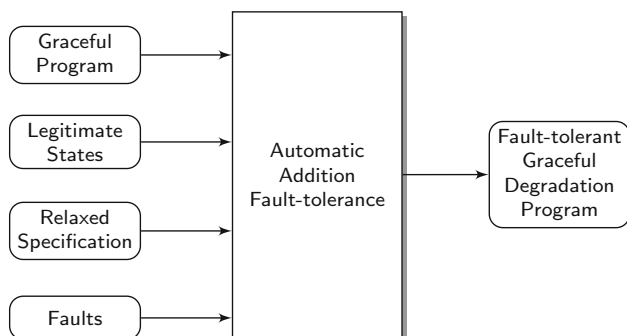 Graceful
Program
Legitimate
States
Relaxed
Specification
Faults
Automatic
Addition
Fault-tolerance
Fault-tolerant
Graceful
Degradation
Program